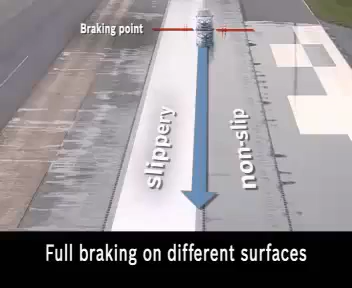 Braking point
slippery
non-slip
Full braking on different surfaces